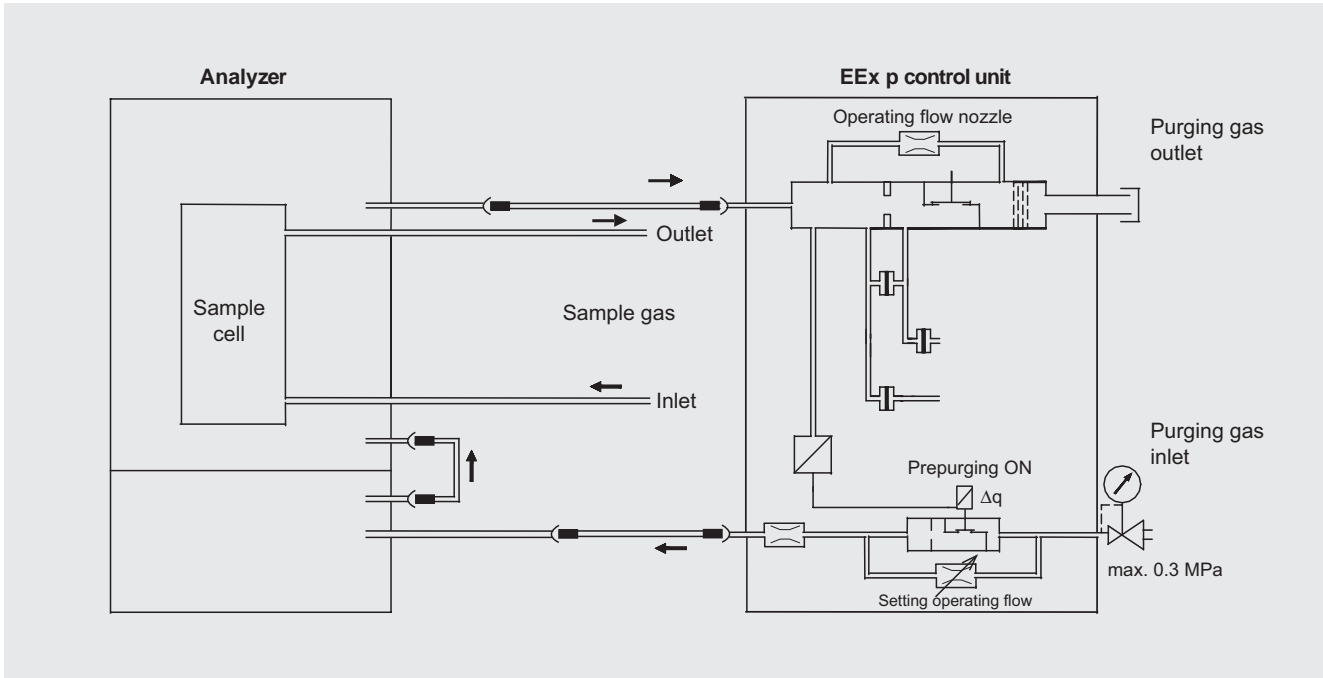 Analyzer
EEx p control unit
Operating flow nozzle
Purging gas
outlet
Outlet
Sample
cell
Sample gas
Inlet
Purging gas
inlet
Prepurging ON
Δq
max. 0.3 MPa
Setting operating flow